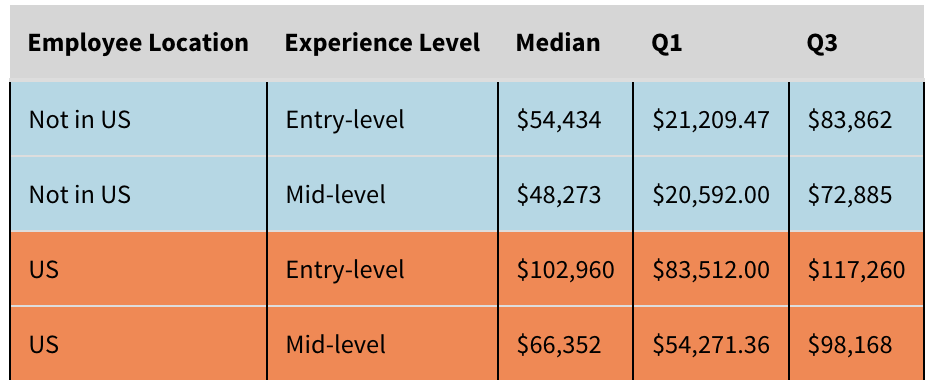 Employee Location Experience Level Median Q1 Q3
Not in US Entry-level $54,434 $21,209.47 $83,862
Not in US Mid-level $48,273 $20,592.00 $72,885
US Entry-level $102,960 $83,512.00 $117,260
US Mid-level $66,352 $54,271.36 $98,168